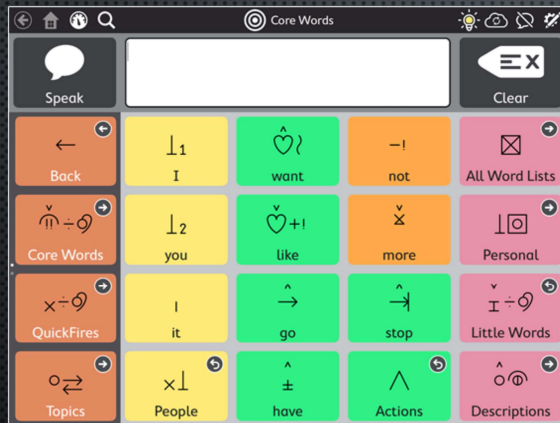 Core Words
Speak
Clear
Back
I
want
not
All Word Lists
Core Words
you
like
more
Personal
QuickFires
it
go
stop
Little Words
Topics
People
have
Actions
Descriptions